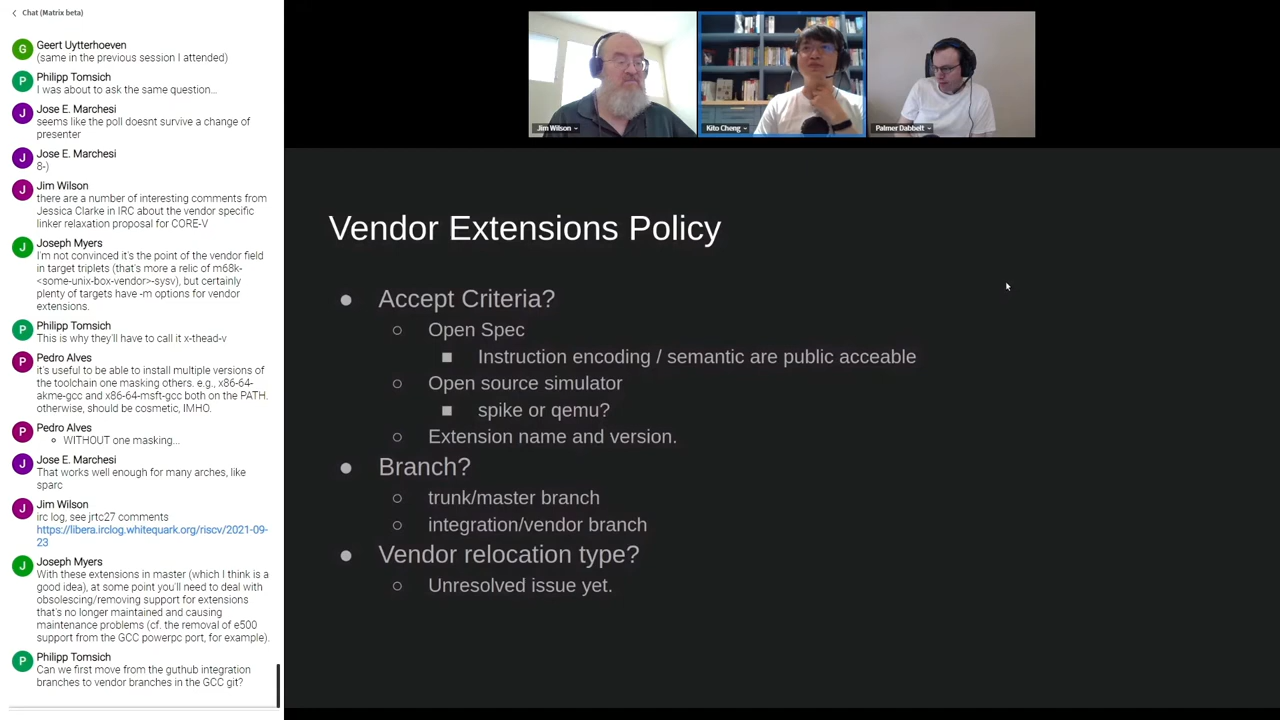 Chat (Matrix beta)
G
Geert Uytterhoeven
(same in the previous session I attended)
P
Philipp Tomsich
I was about to ask the same question...
J
Jose E. Marchesi
seems like the poll doesnt survive a change of
presenter
J
Jose E. Marchesi
8-)
J
Jim Wilson
there are a number of interesting comments from
Jessica Clarke in IRC about the vendor specific
linker relaxation proposal for CORE-V
J
Joseph Myers
I'm not convinced it's the point of the vendor field
in target triplets (that's more a relic of m68k-
<some-unix-box-vendor>-sysv), but certainly
plenty of targets have -m options for vendor
extensions.
P
Philipp Tomsich
This is why they'll have to call it x-thead-v
P
Pedro Alves
it's useful to be able to install multiple versions of
the toolchain one masking others. e.g., x86-64-
akme-gcc and x86-64-msft-gcc both on the PATH.
otherwise, should be cosmetic, IMHO.
P
Pedro Alves
WITHOUT one masking...
J
Jose E. Marchesi
That works well enough for many arches, like
sparc
J
Jim Wilson
irc log, see jrtc27 comments
https://libera.irclog.whitequark.org/riscv/2021-09-
23
J
Joseph Myers
With these extensions in master (which I think is a
good idea), at some point you'll need to deal with
obsolescing/removing support for extensions
that's no longer maintained and causing
maintenance problems (cf. the removal of e500
support from the GCC powerpc port, for example).
P
Philipp Tomsich
Can we first move from the guthub integration
branches to vendor branches in the GCC git?
Jim Wilson
Kito Cheng
Palmer Dabbelt
Vendor Extensions Policy
Accept Criteria?
Open Spec
Instruction encoding / semantic are public acceable
Open source simulator
spike or qemu?
Extension name and version.
Branch?
trunk/master branch
integration/vendor branch
Vendor relocation type?
Unresolved issue yet.